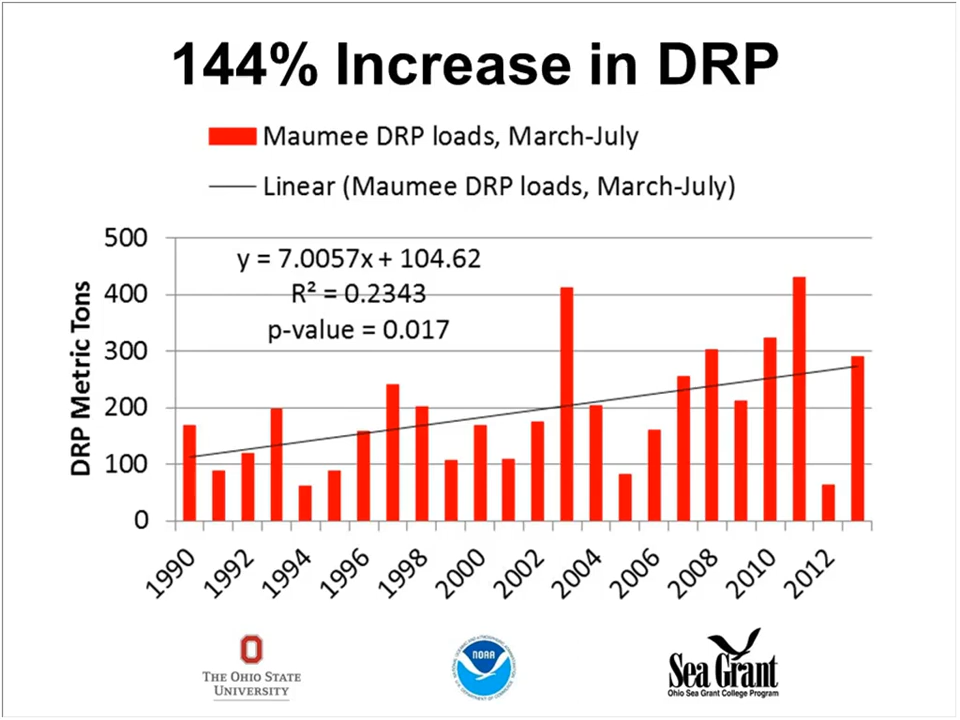 144% Increase in DRP
Maumee DRP loads, March-July
Linear (Maumee DRP loads, March-July)
y = 7.0057x + 104.62
R² = 0.2343
p-value = 0.017
DRP Metric Tons
500
400
300
200
100
0
1990
1992
1994
1996
1998
2000
2002
2004
2006
2008
2010
2012
THE OHIO STATE
UNIVERSITY
NOAA
Sea Grant
Ohio Sea Grant College Program